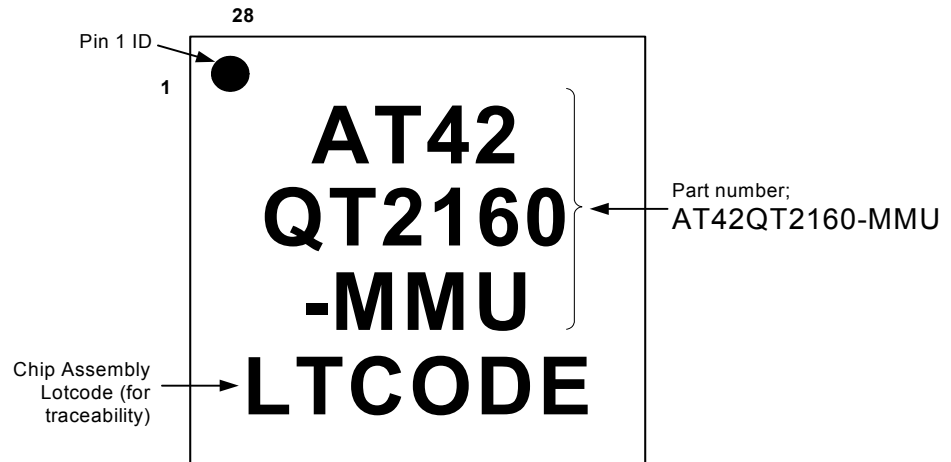 28
Pin 1 ID
1
AT42
QT2160
-MMU
Part number;
AT42QT2160-MMU
Chip Assembly
Lotcode (for
traceability)
LTCODE